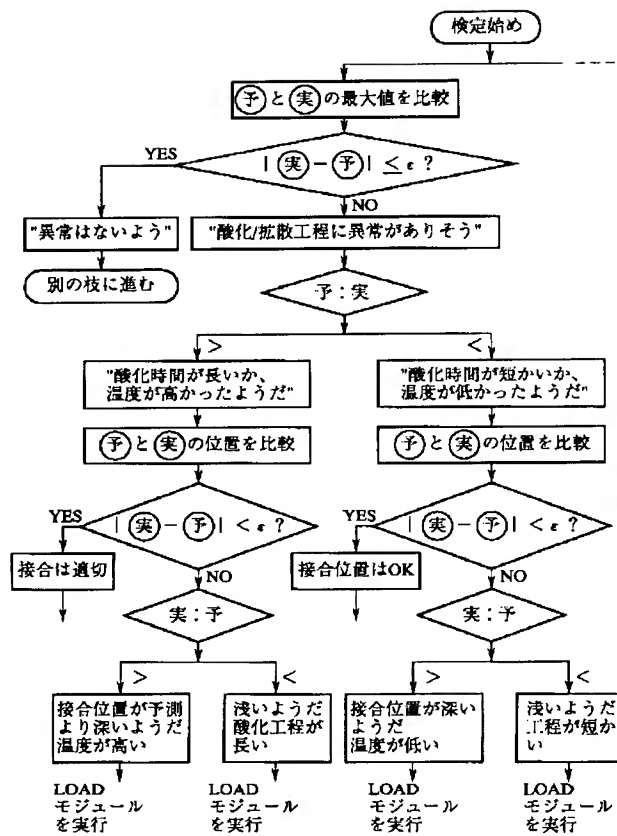 検定始め
予と実の最大値を比較
YES
|実－予| ≤ ε ?
NO
"異常はないよう"
"酸化/拡散工程に異常がありそう"
別の枝に進む
予：実
>
<
"酸化時間が長いか、
温度が高かったようだ"
"酸化時間が短かいか、
温度が低かったようだ"
予と実の位置を比較
予と実の位置を比較
YES
|実－予| < ε ?
YES
|実－予| < ε ?
接合は適切
NO
接合位置はOK
NO
実：予
実：予
>
<
>
<
接合位置が予測
より深いようだ
温度が高い
浅いようだ
酸化工程が
長い
接合位置が深い
ようだ
温度が低い
浅いようだ
工程が短か
い
LOAD
モジュール
を実行
LOAD
モジュール
を実行
LOAD
モジュール
を実行
LOAD
モジュール
を実行